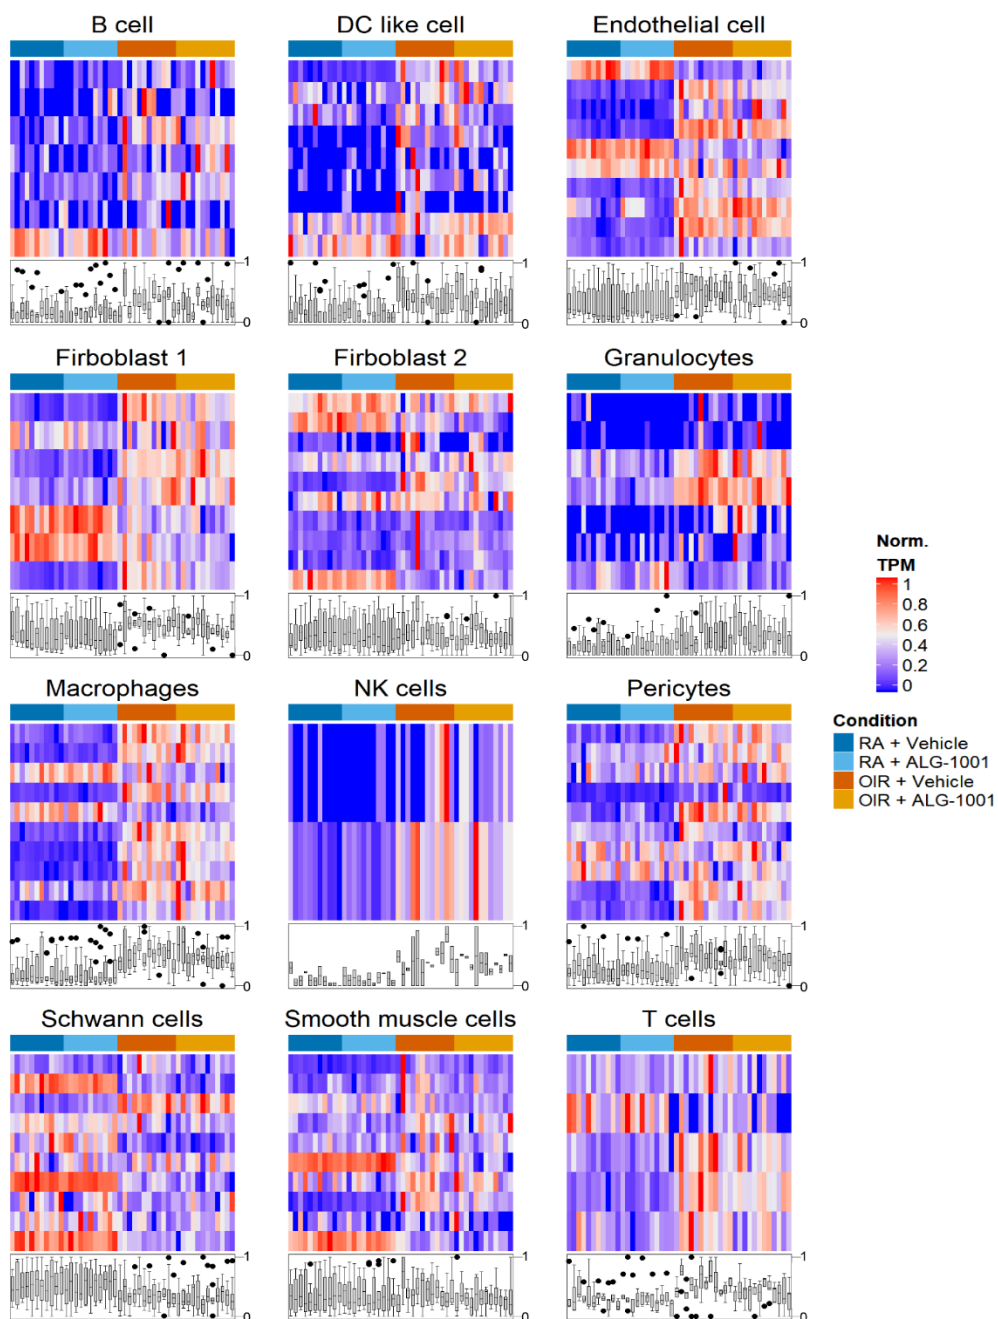 B cell
DC like cell
Endothelial cell
1
0
1
0
1
0
Firboblast 1
Firboblast 2
Granulocytes
1
0
1
0
1
0
Norm.
TPM
1
0.8
0.6
0.4
0.2
0
Condition
RA + Vehicle
RA + ALG-1001
OIR + Vehicle
OIR + ALG-1001
Macrophages
NK cells
Pericytes
1
0
1
0
1
0
Schwann cells
Smooth muscle cells
T cells
1
0
1
0
1
0